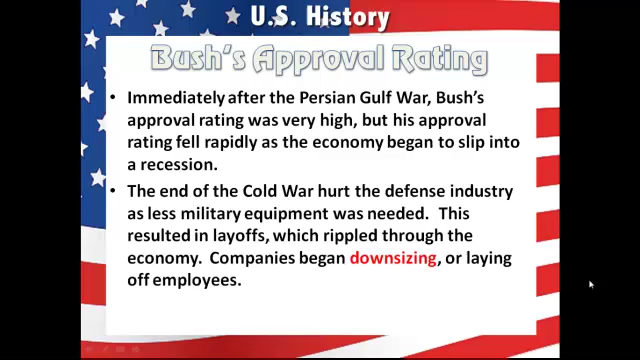 U.S. History
Bush's Approval Rating
• Immediately after the Persian Gulf War, Bush's
approval rating was very high, but his approval
rating fell rapidly as the economy began to slip into
a recession.
• The end of the Cold War hurt the defense industry
as less military equipment was needed.  This
resulted in layoffs, which rippled through the
economy.  Companies began downsizing, or laying
off employees.